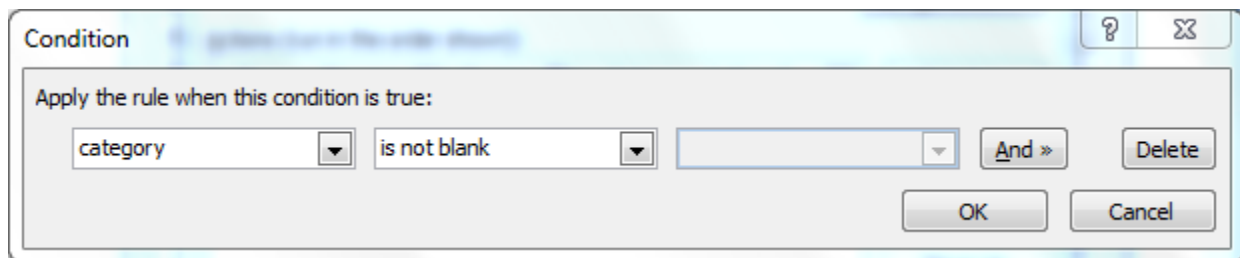 Condition
Apply the rule when this condition is true:
category is not blank And » Delete
OK Cancel